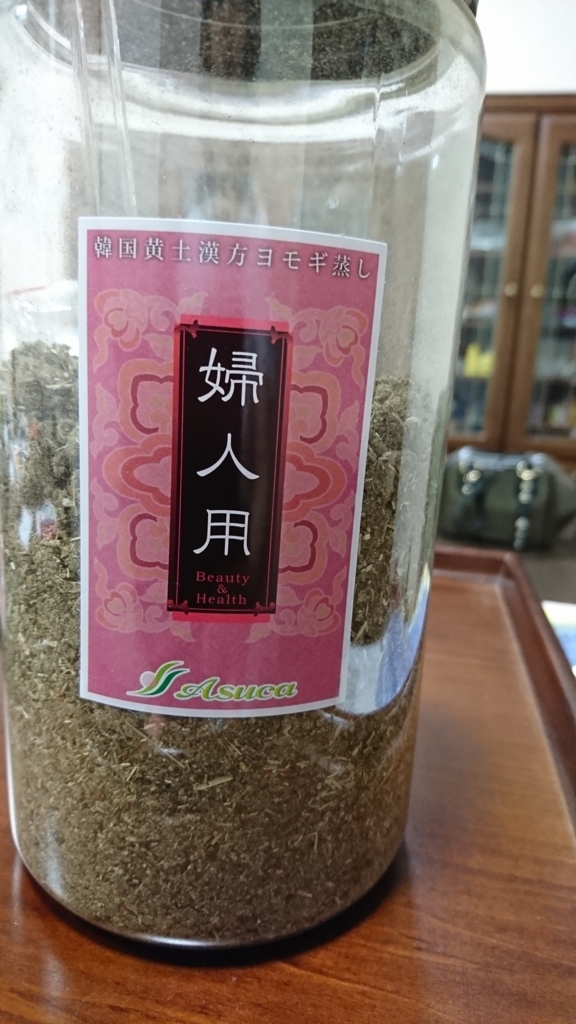 韓国黄土漢方ヨモギ蒸し
婦人用
Beauty
&
Health
Asuca